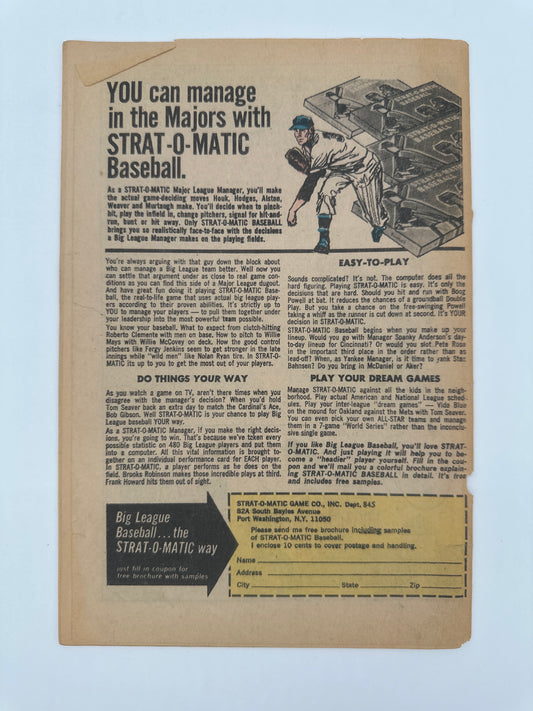 YOU can manage
in the Majors with
STRAT-O-MATIC
Baseball.
As a STRAT-O-MATIC Major League Manager, you'll make
the actual game-deciding moves Houk, Hodges, Alston,
Weaver and Murtaugh make. You'll decide when to pinch-
hit, play the infield in, change pitchers, signal for hit-and-
run, bunt or hit away. Only STRAT-O-MATIC BASEBALL
brings you so realistically face-to-face with the decisions
a Big League Manager makes on the playing fields.
You're always arguing with that guy down the block about
who can manage a Big League team better. Well now you
can settle that argument under as close to real game con-
ditions as you can find this side of a Major League dugout.
And have great fun doing it playing STRAT-O-MATIC Base-
ball, the real-life game that uses actual big league play-
ers according to their proven abilities. It's strictly up to
YOU to manage your players — to pull them together under
your leadership into the most powerful team possible.
You know baseball. What to expect from clutch-hitting
Roberto Clemente with men on base. How to pitch to Willie
Mays with Willie McCovey on deck. How the good control
pitchers like Fergy Jenkins seem to get stronger in the late
innings while "wild men" like Nolan Ryan tire. In STRAT-O-
MATIC its up to you to get the most out of your players.
DO THINGS YOUR WAY
As you watch a game on TV, aren't there times when you
disagree with the manager's decision? When you'd hold
Tom Seaver back an extra day to match the Cardinal's Ace,
Bob Gibson. Well STRAT-O-MATIC is your chance to play Big
League baseball YOUR way.
As a STRAT-O-MATIC Manager, if you make the right deci-
sions, you're going to win. That's because we've taken every
possible statistic on 480 Big League players and put them
into a computer. All this vital information is brought to-
gether on an individual performance card for EACH player.
In STRAT-O-MATIC, a player performs as he does on the
field. Brooks Robinson makes those incredible plays at third.
Frank Howard hits them out of sight.
EASY-TO-PLAY
Sounds complicated? It's not. The computer does all the
hard figuring. Playing STRAT-O-MATIC is easy. It's only the
decisions that are hard. Should you hit and run with Boog
Powell at bat. It reduces the chances of a groundball Double
Play. But you take a chance on the free-swinging Powell
taking a whiff as the runner is cut down at second. It's YOUR
decision in STRAT-O-MATIC.
STRAT-O-MATIC Baseball begins when you make up your
lineup. Would you go with Manager Spanky Anderson's day-
to-day lineup for Cincinnati? Or would you slot Pete Rose
in the important third place in the order rather than as
lead-off? When, as Yankee Manager, is it time to yank Stan
Bahnsen? Do you bring in McDaniel or Aker?
PLAY YOUR DREAM GAMES
Manage STRAT-O-MATIC against all the kids in the neigh-
borhood. Play actual American and National League sched-
ules. Play your inter-league "dream games" — Vida Blue
on the mound for Oakland against the Mets with Tom Seaver.
You can even pick your own ALL-STAR teams and manage
them in a 7-game "World Series" rather than the inconclu-
sive single game.
If you like Big League Baseball, you'll love STRAT-
O-MATIC. And just playing it will help you to be-
come a "headier" player yourself. Fill in the cou-
pon and we'll mail you a colorful brochure explain-
ing STRAT-O-MATIC BASEBALL in detail. It's free
and includes free samples.
Big League
Baseball...the
STRAT-O-MATIC way
just fill in coupon for
free brochure with samples
STRAT-O-MATIC GAME CO., INC. Dept. 845
82A South Bayles Avenue
Port Washington, N.Y. 11050
Please send me free brochure including samples
of STRAT-O-MATIC Baseball.
I enclose 10 cents to cover postage and handling.
Name
Address
City State Zip